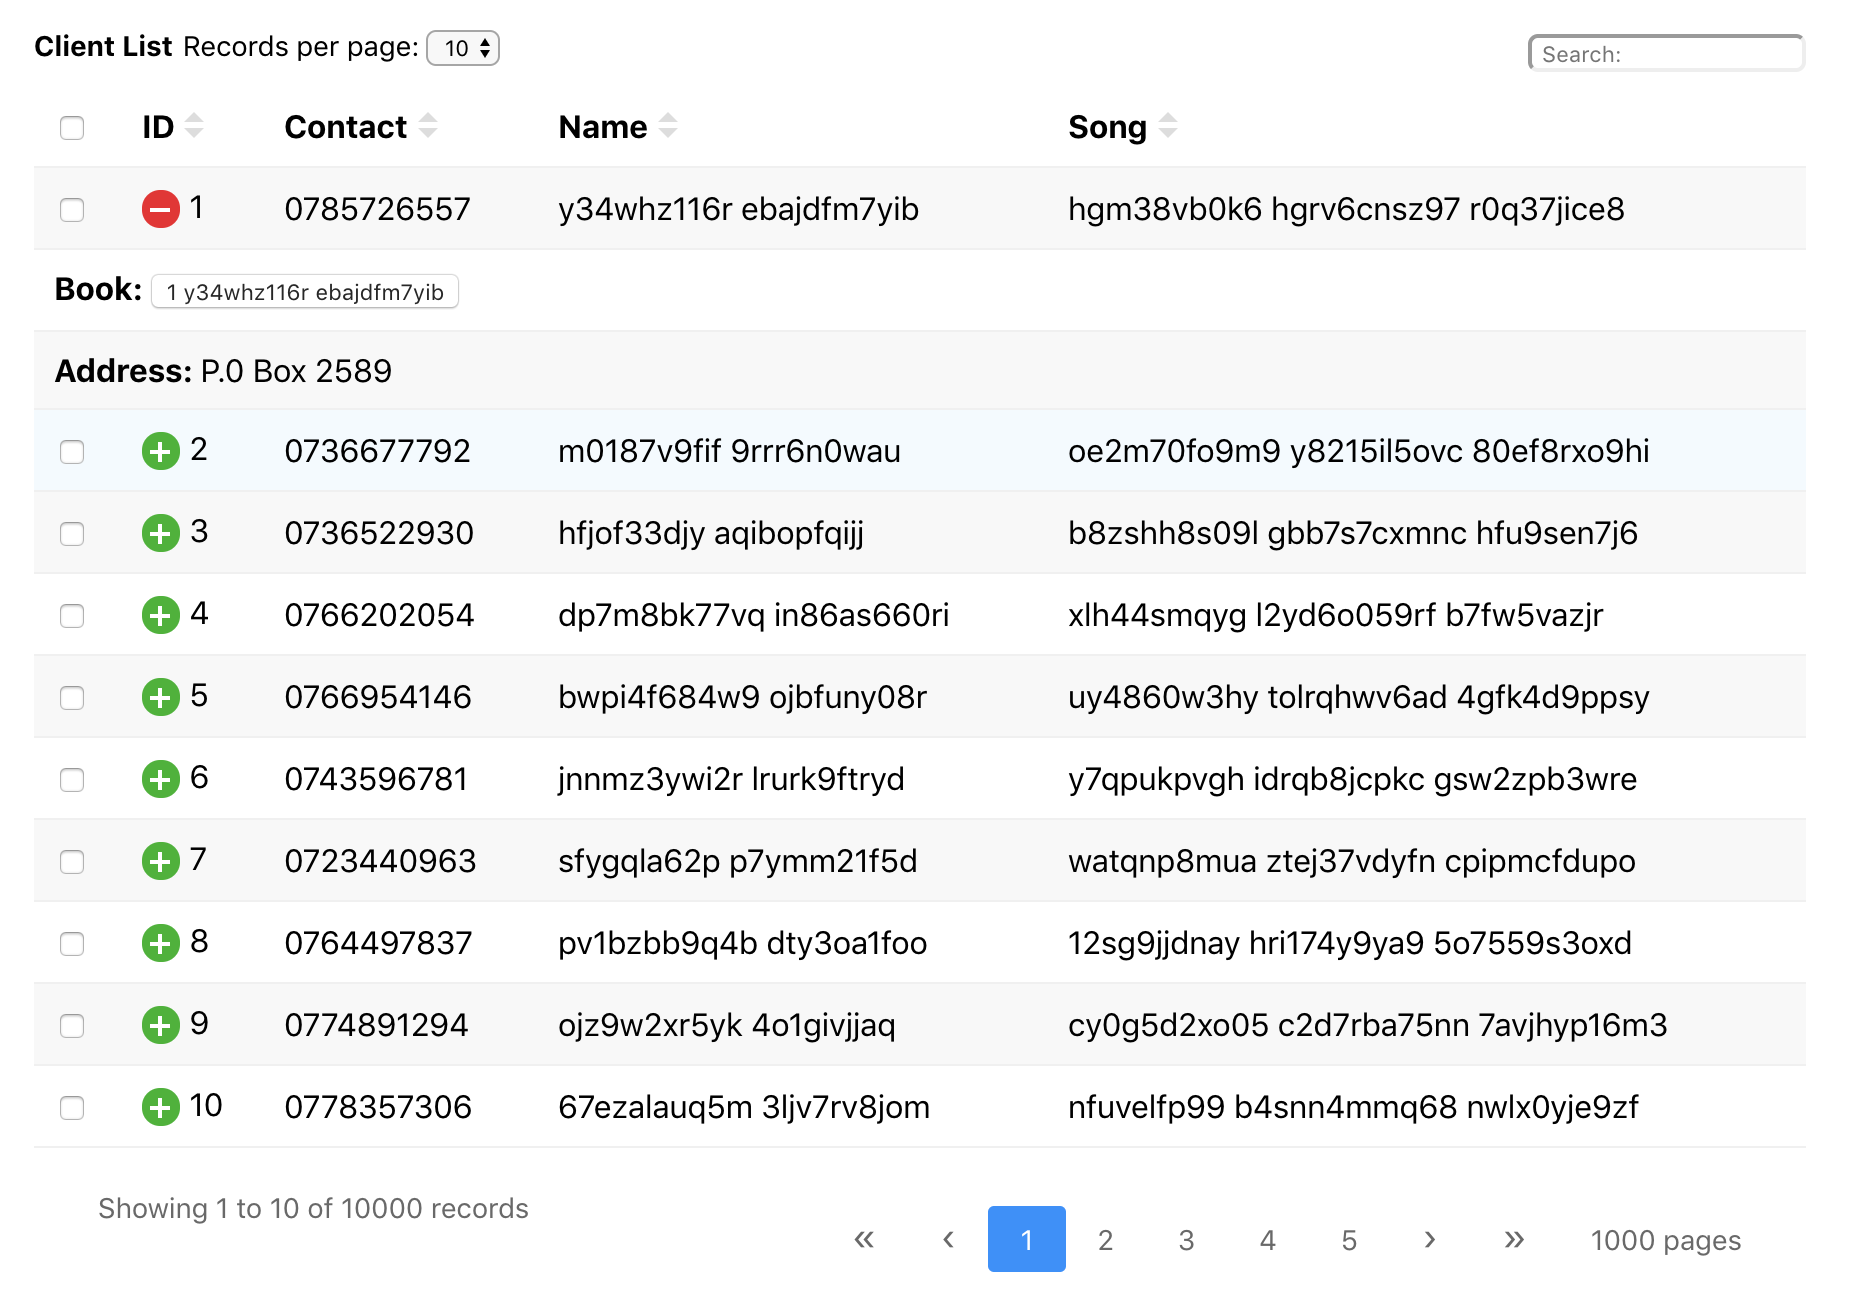 Client List Records per page: 10
Search:
ID Contact Name Song
1 0785726557 y34whz116r ebajdfm7yib hgm38vb0k6 hgrv6cnsz97 r0q37jice8
Book: 1 y34whz116r ebajdfm7yib
Address: P.0 Box 2589
2 0736677792 m0187v9fif 9rrr6n0wau oe2m70fo9m9 y8215il5ovc 80ef8rxo9hi
3 0736522930 hfjof33djy aqibopfqijj b8zshh8s09l gbb7s7cxmnc hfu9sen7j6
4 0766202054 dp7m8bk77vq in86as660ri xlh44smqyg l2yd6o059rf b7fw5vazjr
5 0766954146 bwpi4f684w9 ojbfuny08r uy4860w3hy tolrqhwv6ad 4gfk4d9ppsy
6 0743596781 jnnmz3ywi2r lrurk9ftryd y7qpukpvgh idrqb8jcpkc gsw2zpb3wre
7 0723440963 sfygqla62p p7ymm21f5d watqnp8mua ztej37vdyfn cpipmcfdupo
8 0764497837 pv1bzbb9q4b dty3oa1foo 12sg9jjdnay hri174y9ya9 5o7559s3oxd
9 0774891294 ojz9w2xr5yk 4o1givjjaq cy0g5d2xo05 c2d7rba75nn 7avjhyp16m3
10 0778357306 67ezalauq5m 3ljv7rv8jom nfuvelfp99 b4snn4mmq68 nwlx0yje9zf
Showing 1 to 10 of 10000 records
« ‹ 1 2 3 4 5 › » 1000 pages